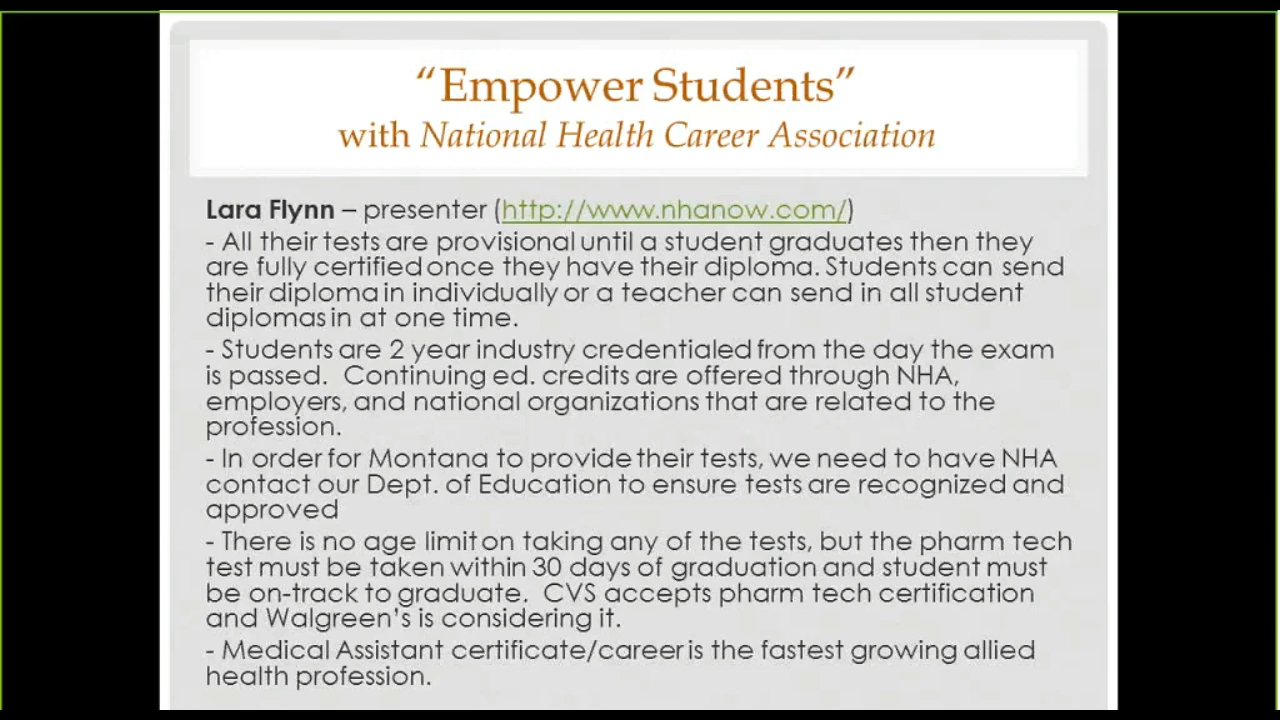 “Empower Students”
with National Health Career Association
Lara Flynn – presenter (http://www.nhanow.com/)
- All their tests are provisional until a student graduates then they
are fully certified once they have their diploma. Students can send
their diploma in individually or a teacher can send in all student
diplomas in at one time.
- Students are 2 year industry credentialed from the day the exam
is passed.  Continuing ed. credits are offered through NHA,
employers, and national organizations that are related to the
profession.
- In order for Montana to provide their tests, we need to have NHA
contact our Dept. of Education to ensure tests are recognized and
approved
- There is no age limit on taking any of the tests, but the pharm tech
test must be taken within 30 days of graduation and student must
be on-track to graduate.  CVS accepts pharm tech certification
and Walgreen’s is considering it.
- Medical Assistant certificate/career is the fastest growing allied
health profession.